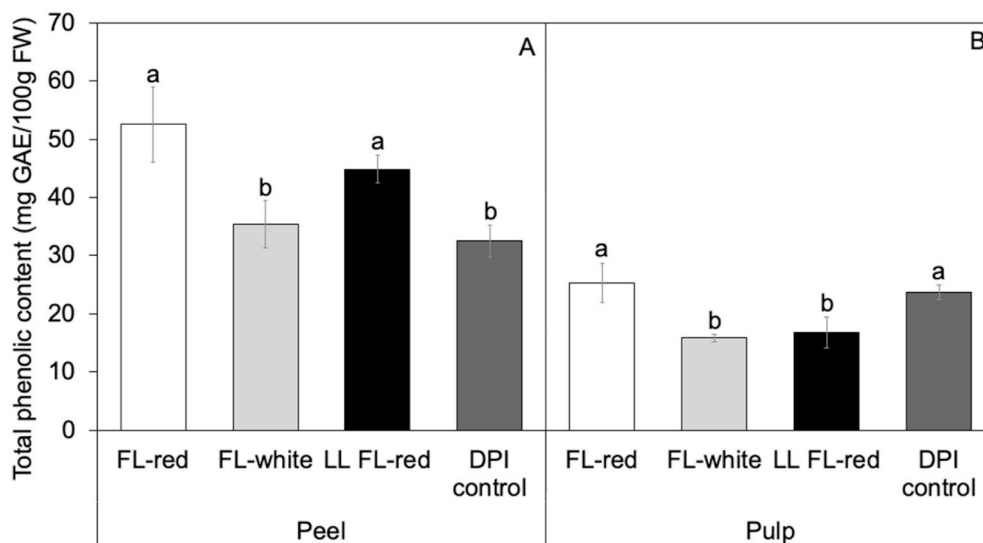 Total phenolic content (mg GAE/100g FW)
70
60
50
40
30
20
10
0
A
a
b
a
b
FL-red
FL-white
LL FL-red
DPI
control
Peel
B
a
b
b
a
FL-red
FL-white
LL FL-red
DPI
control
Pulp